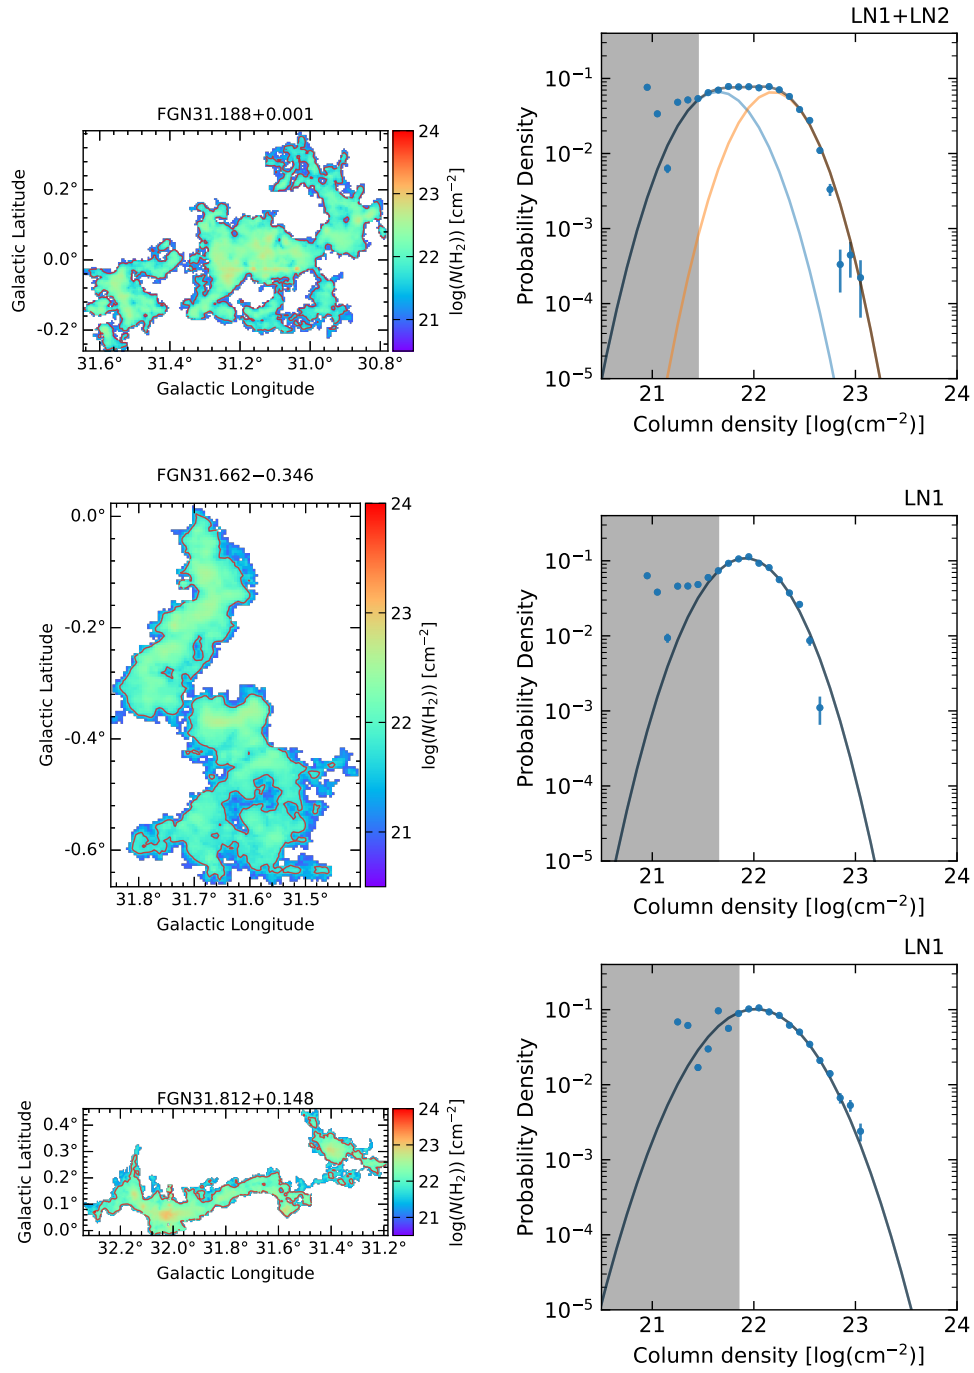 LN1+LN2
FGN31.188+0.001
Galactic Latitude
0.2°
0.0°
-0.2°
31.6° 31.4° 31.2° 31.0° 30.8°
Galactic Longitude
24
23
22
21
log(N(H₂)) [cm⁻²]
Probability Density
10⁻¹
10⁻²
10⁻³
10⁻⁴
10⁻⁵
21 22 23 24
Column density [log(cm⁻²)]
LN1
FGN31.662−0.346
Galactic Latitude
0.0°
-0.2°
-0.4°
-0.6°
31.8° 31.7° 31.6° 31.5°
Galactic Longitude
24
23
22
21
log(N(H₂)) [cm⁻²]
Probability Density
10⁻¹
10⁻²
10⁻³
10⁻⁴
10⁻⁵
21 22 23 24
Column density [log(cm⁻²)]
LN1
FGN31.812+0.148
Galactic Latitude
0.4°
0.3°
0.2°
0.1°
0.0°
32.2° 32.0° 31.8° 31.6° 31.4° 31.2°
Galactic Longitude
24
23
22
21
log(N(H₂)) [cm⁻²]
Probability Density
10⁻¹
10⁻²
10⁻³
10⁻⁴
10⁻⁵
21 22 23 24
Column density [log(cm⁻²)]